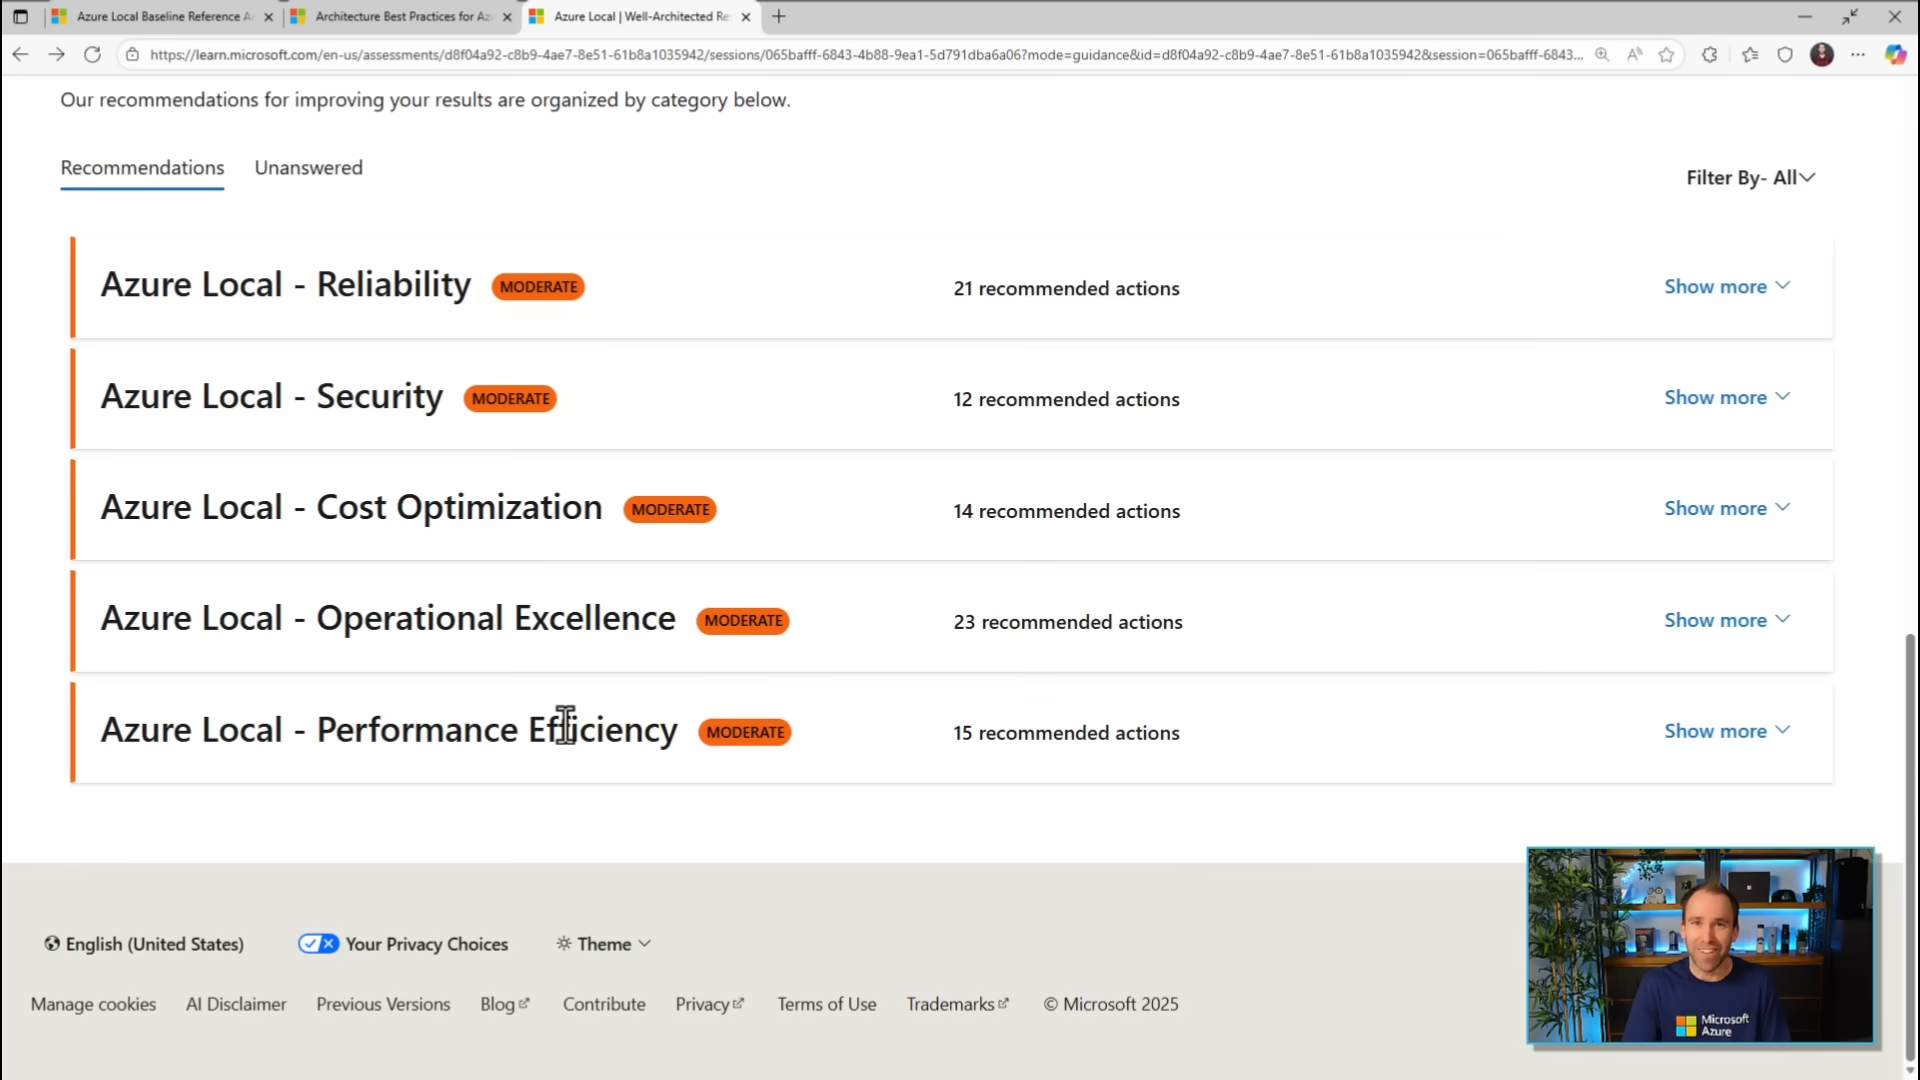 Azure Local Baseline Reference A
Architecture Best Practices for Az
Azure Local | Well-Architected Re
https://learn.microsoft.com/en-us/assessments/d8f04a92-c8b9-4ae7-8e51-61b8a1035942/sessions/065bafff-6843-4b88-9ea1-5d791dba6a06?mode=guidance&id=d8f04a92-c8b9-4ae7-8e51-61b8a1035942&session=065bafff-6843...
Our recommendations for improving your results are organized by category below.
Recommendations Unanswered
Filter By- All
Azure Local - Reliability MODERATE 21 recommended actions Show more
Azure Local - Security MODERATE 12 recommended actions Show more
Azure Local - Cost Optimization MODERATE 14 recommended actions Show more
Azure Local - Operational Excellence MODERATE 23 recommended actions Show more
Azure Local - Performance Efficiency MODERATE 15 recommended actions Show more
English (United States) Your Privacy Choices Theme
Manage cookies AI Disclaimer Previous Versions Blog Contribute Privacy Terms of Use Trademarks © Microsoft 2025
Microsoft
Azure